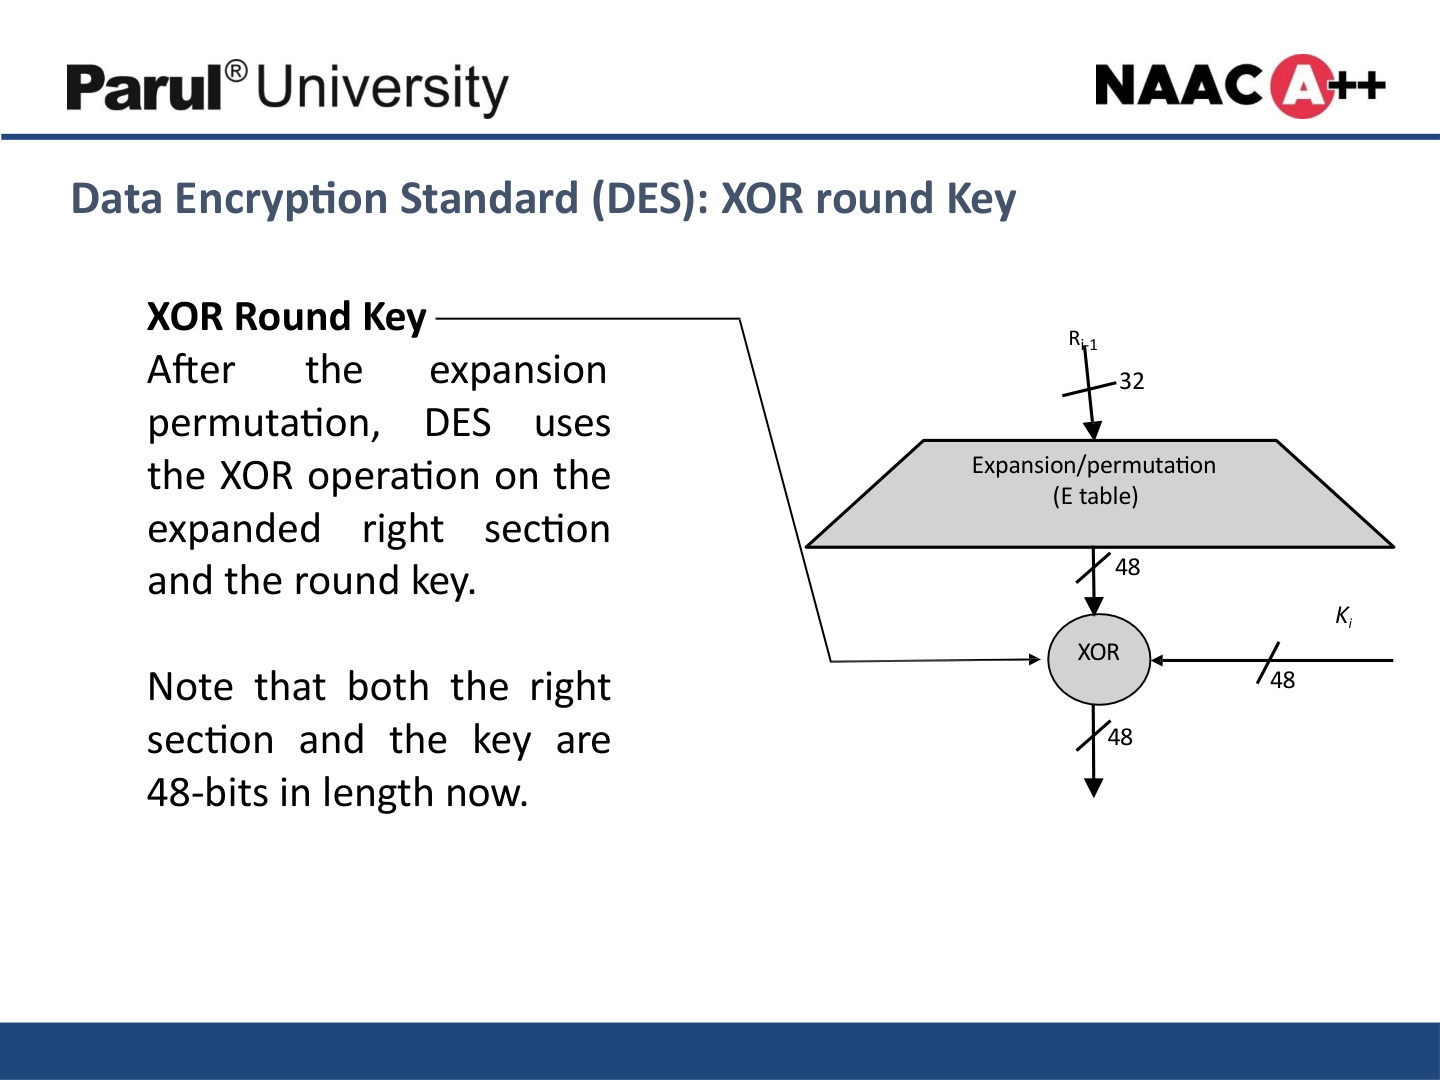 Parul® University
NAAC A++
Data Encryption Standard (DES): XOR round Key
XOR Round Key
After the expansion
permutation, DES uses
the XOR operation on the
expanded right section
and the round key.
Note that both the right
section and the key are
48-bits in length now.
Ri-1
32
Expansion/permutation
(E table)
48
Ki
XOR
48
48